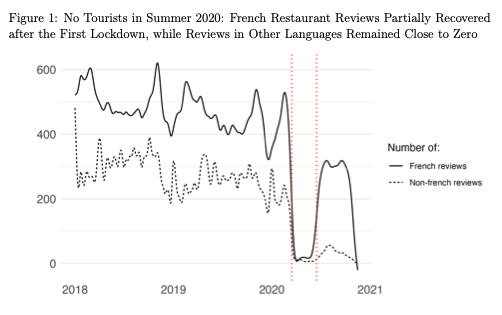 Figure 1: No Tourists in Summer 2020: French Restaurant Reviews Partially Recovered
after the First Lockdown, while Reviews in Other Languages Remained Close to Zero
600
400
200
0
2018 2019 2020 2021
Number of:
French reviews
Non-french reviews